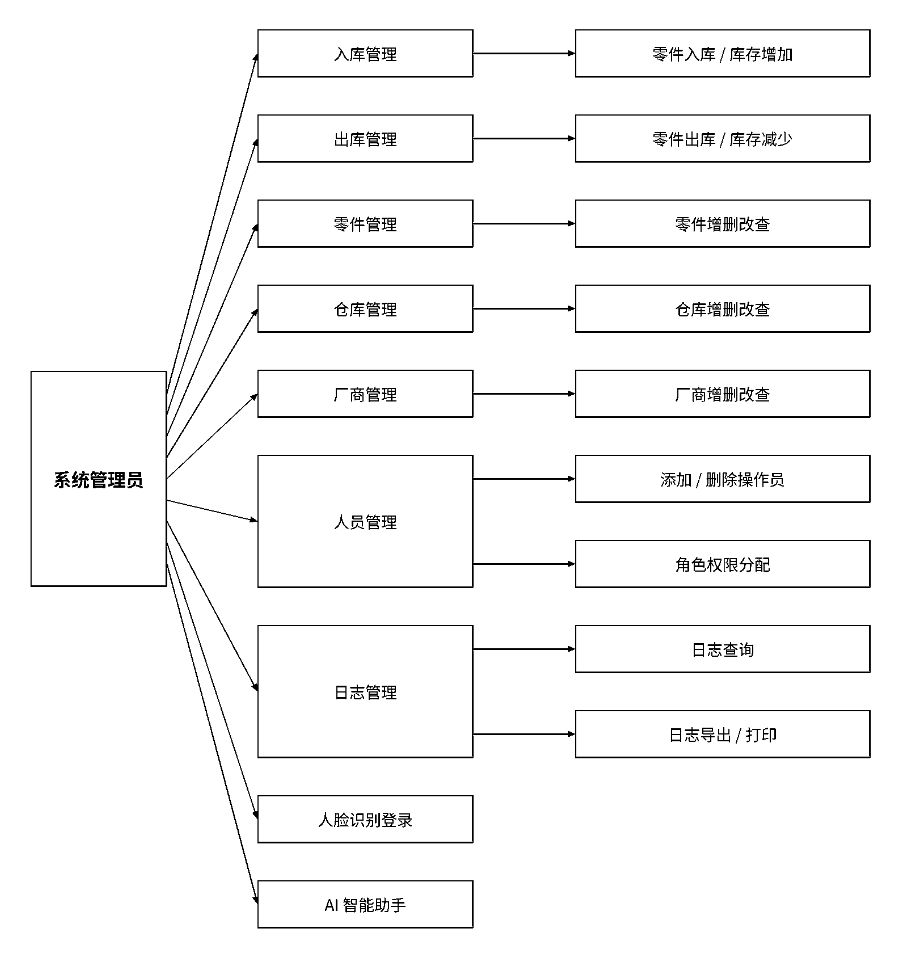 入库管理
零件入库 / 库存增加
出库管理
零件出库 / 库存减少
零件管理
零件增删改查
仓库管理
仓库增删改查
厂商管理
厂商增删改查
系统管理员
人员管理
添加 / 删除操作员
角色权限分配
日志管理
日志查询
日志导出 / 打印
人脸识别登录
AI 智能助手